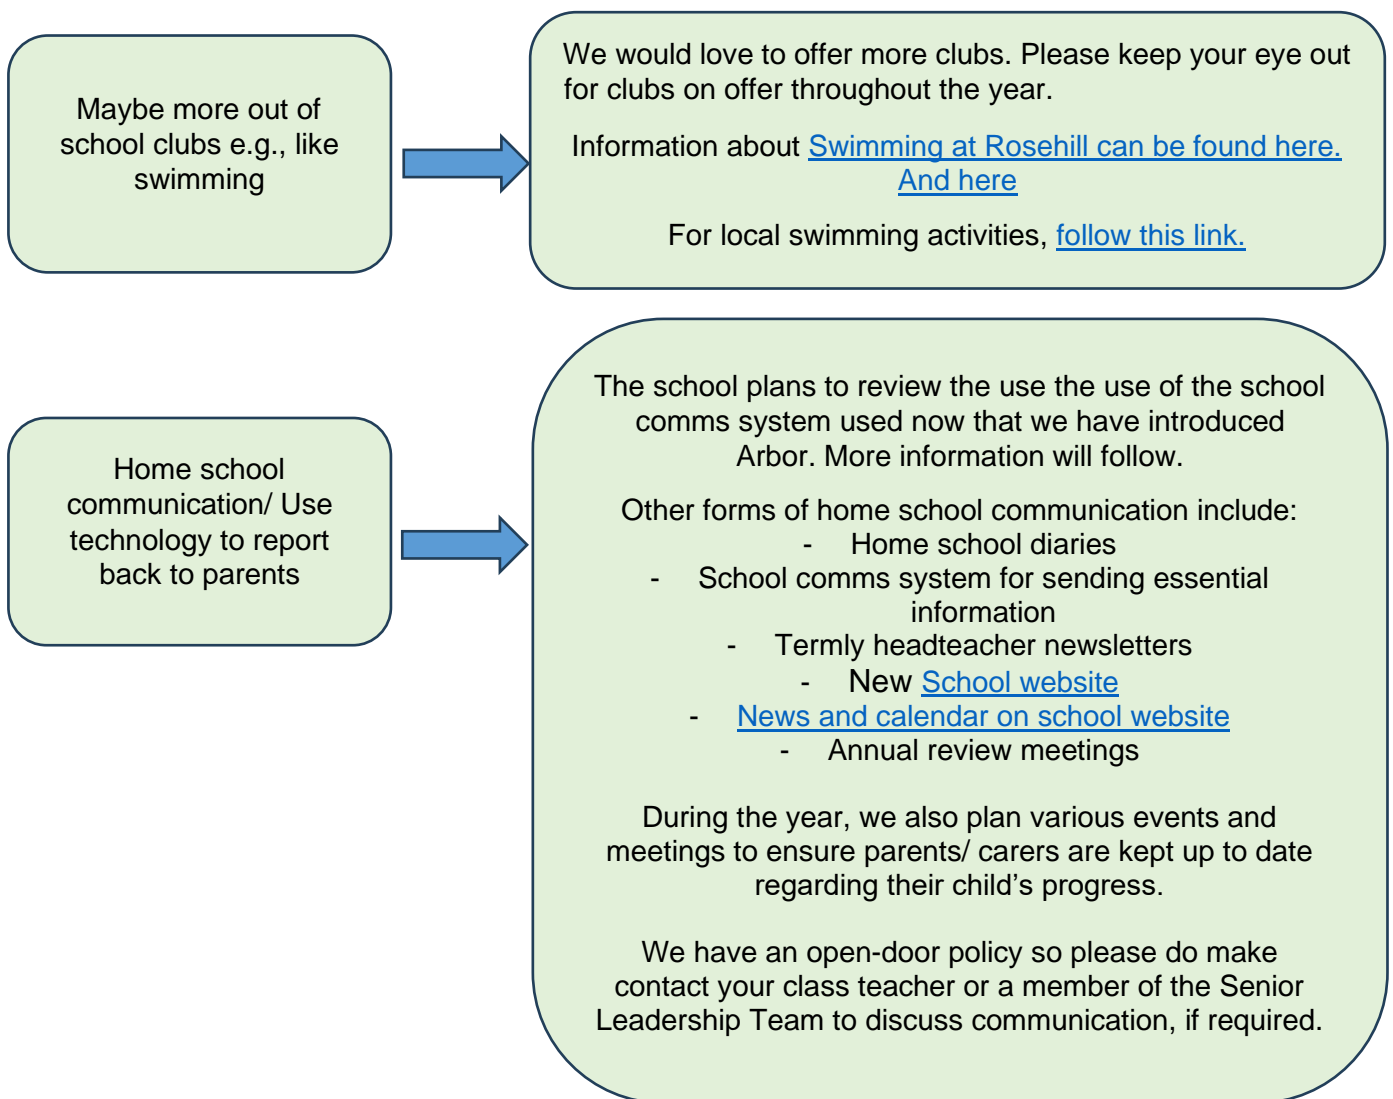 Maybe more out of
school clubs e.g., like
swimming
We would love to offer more clubs. Please keep your eye out
for clubs on offer throughout the year.
Information about Swimming at Rosehill can be found here.
And here
For local swimming activities, follow this link.
Home school
communication/ Use
technology to report
back to parents
The school plans to review the use the use of the school
comms system used now that we have introduced
Arbor. More information will follow.
Other forms of home school communication include:
- Home school diaries
- School comms system for sending essential
information
- Termly headteacher newsletters
- New School website
- News and calendar on school website
- Annual review meetings
During the year, we also plan various events and
meetings to ensure parents/ carers are kept up to date
regarding their child’s progress.
We have an open-door policy so please do make
contact your class teacher or a member of the Senior
Leadership Team to discuss communication, if required.